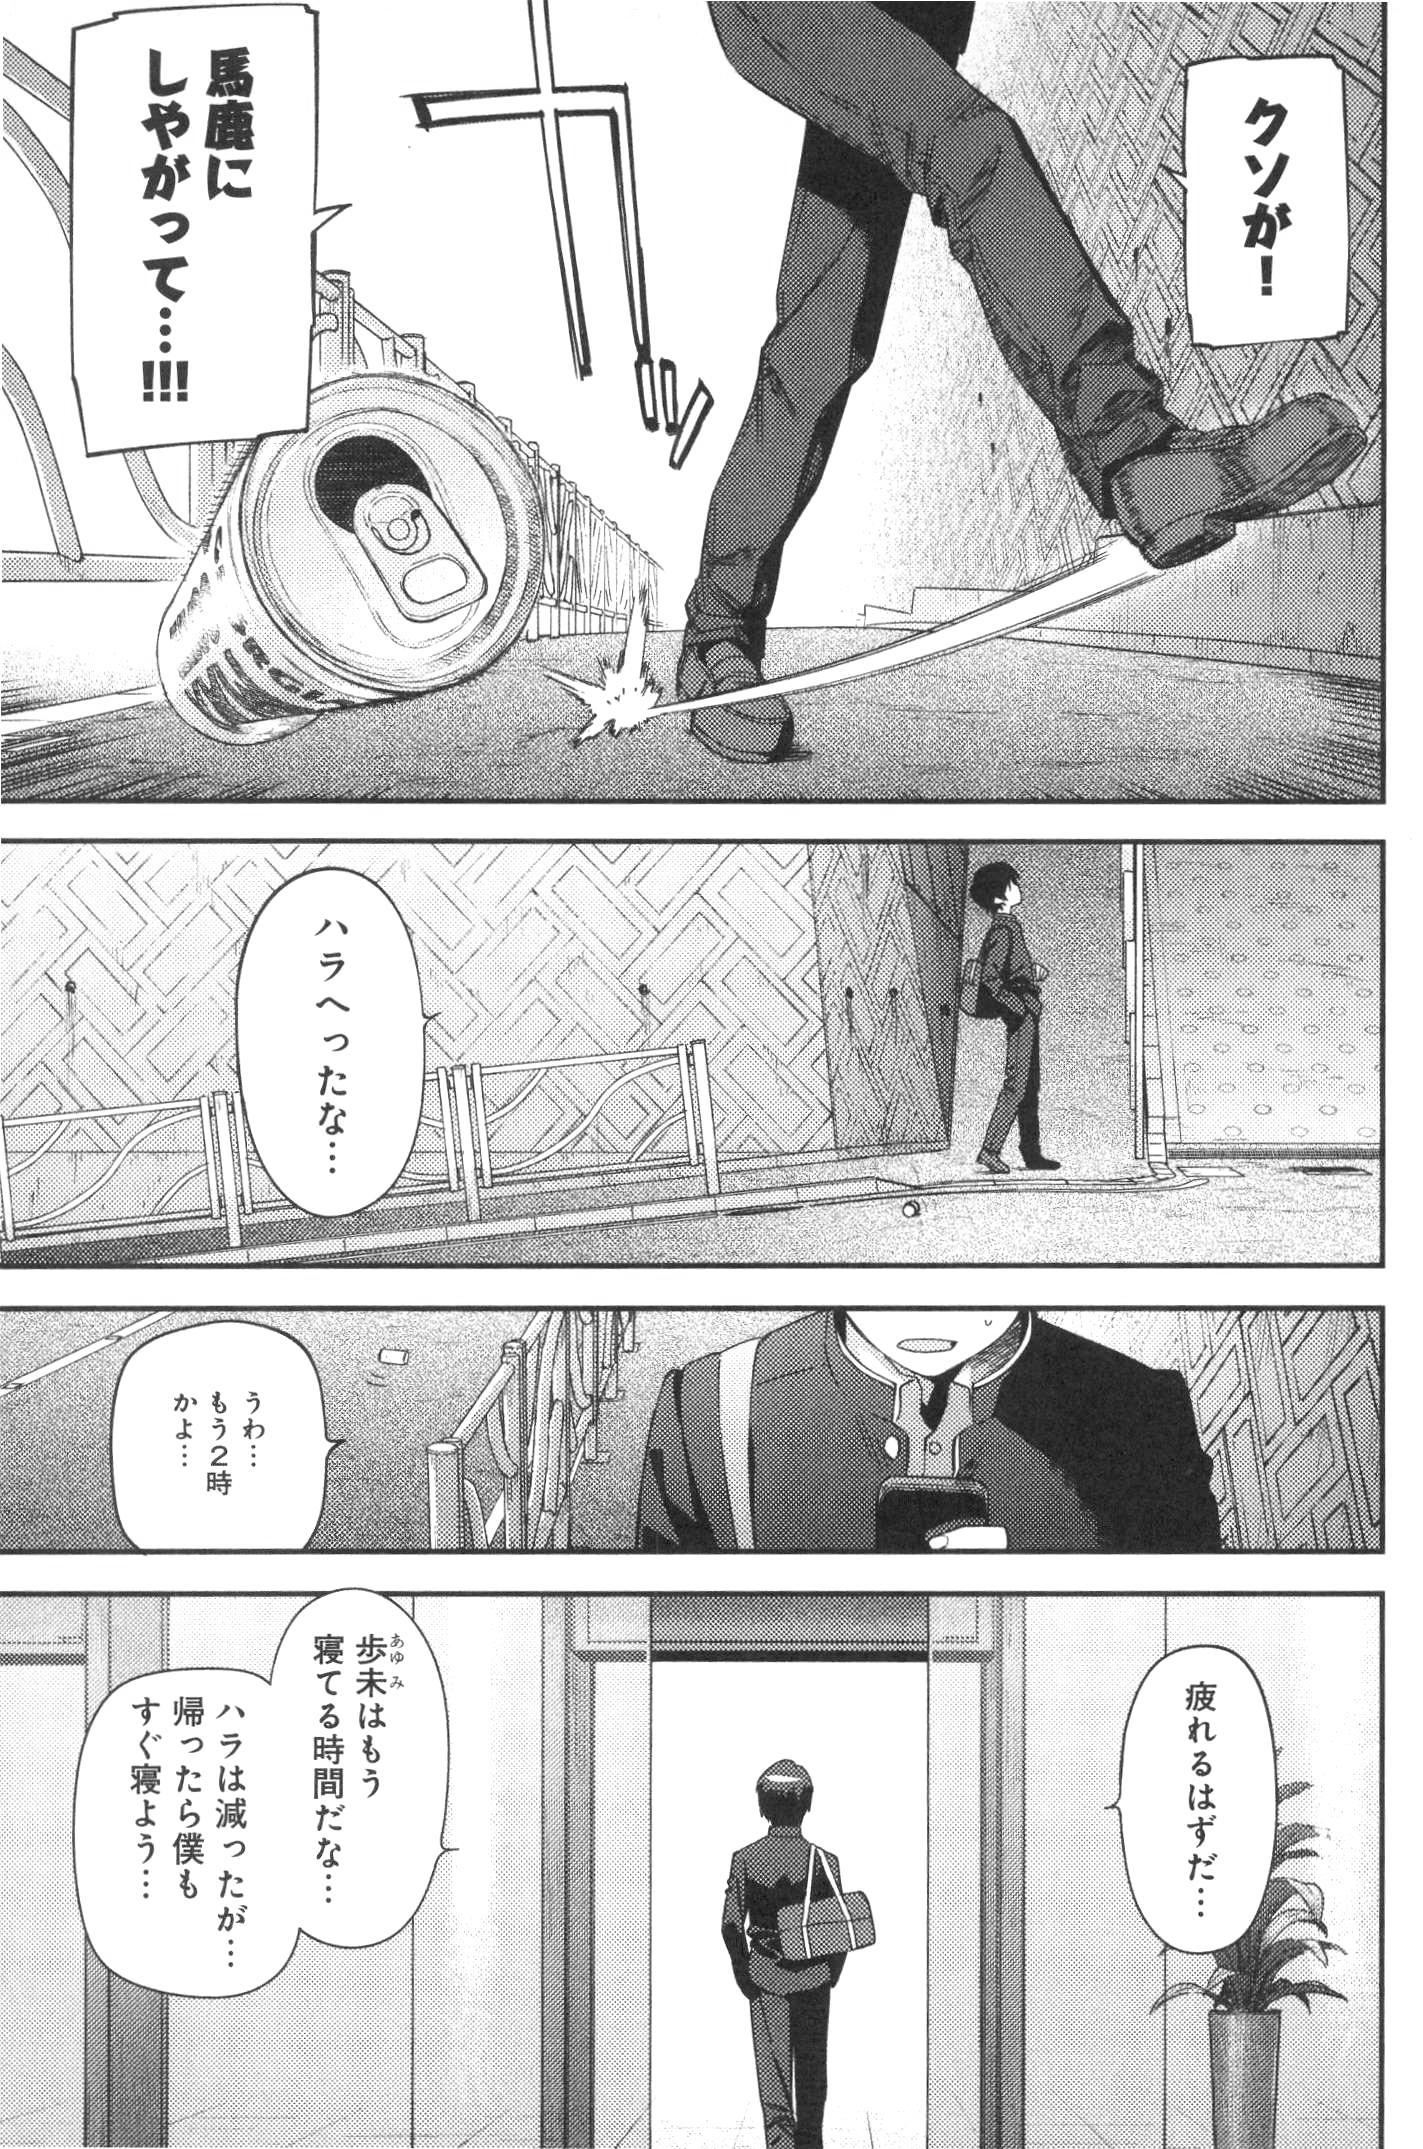 クソが!
カッ
馬鹿に
しやがって…!!!
ハラへったな…
うわ…
もう2時
かよ…
疲れるはずだ…
歩未はもう
あゆみ
寝てる時間だな…
ハラは減ったが…
帰ったら僕も
すぐ寝よう…